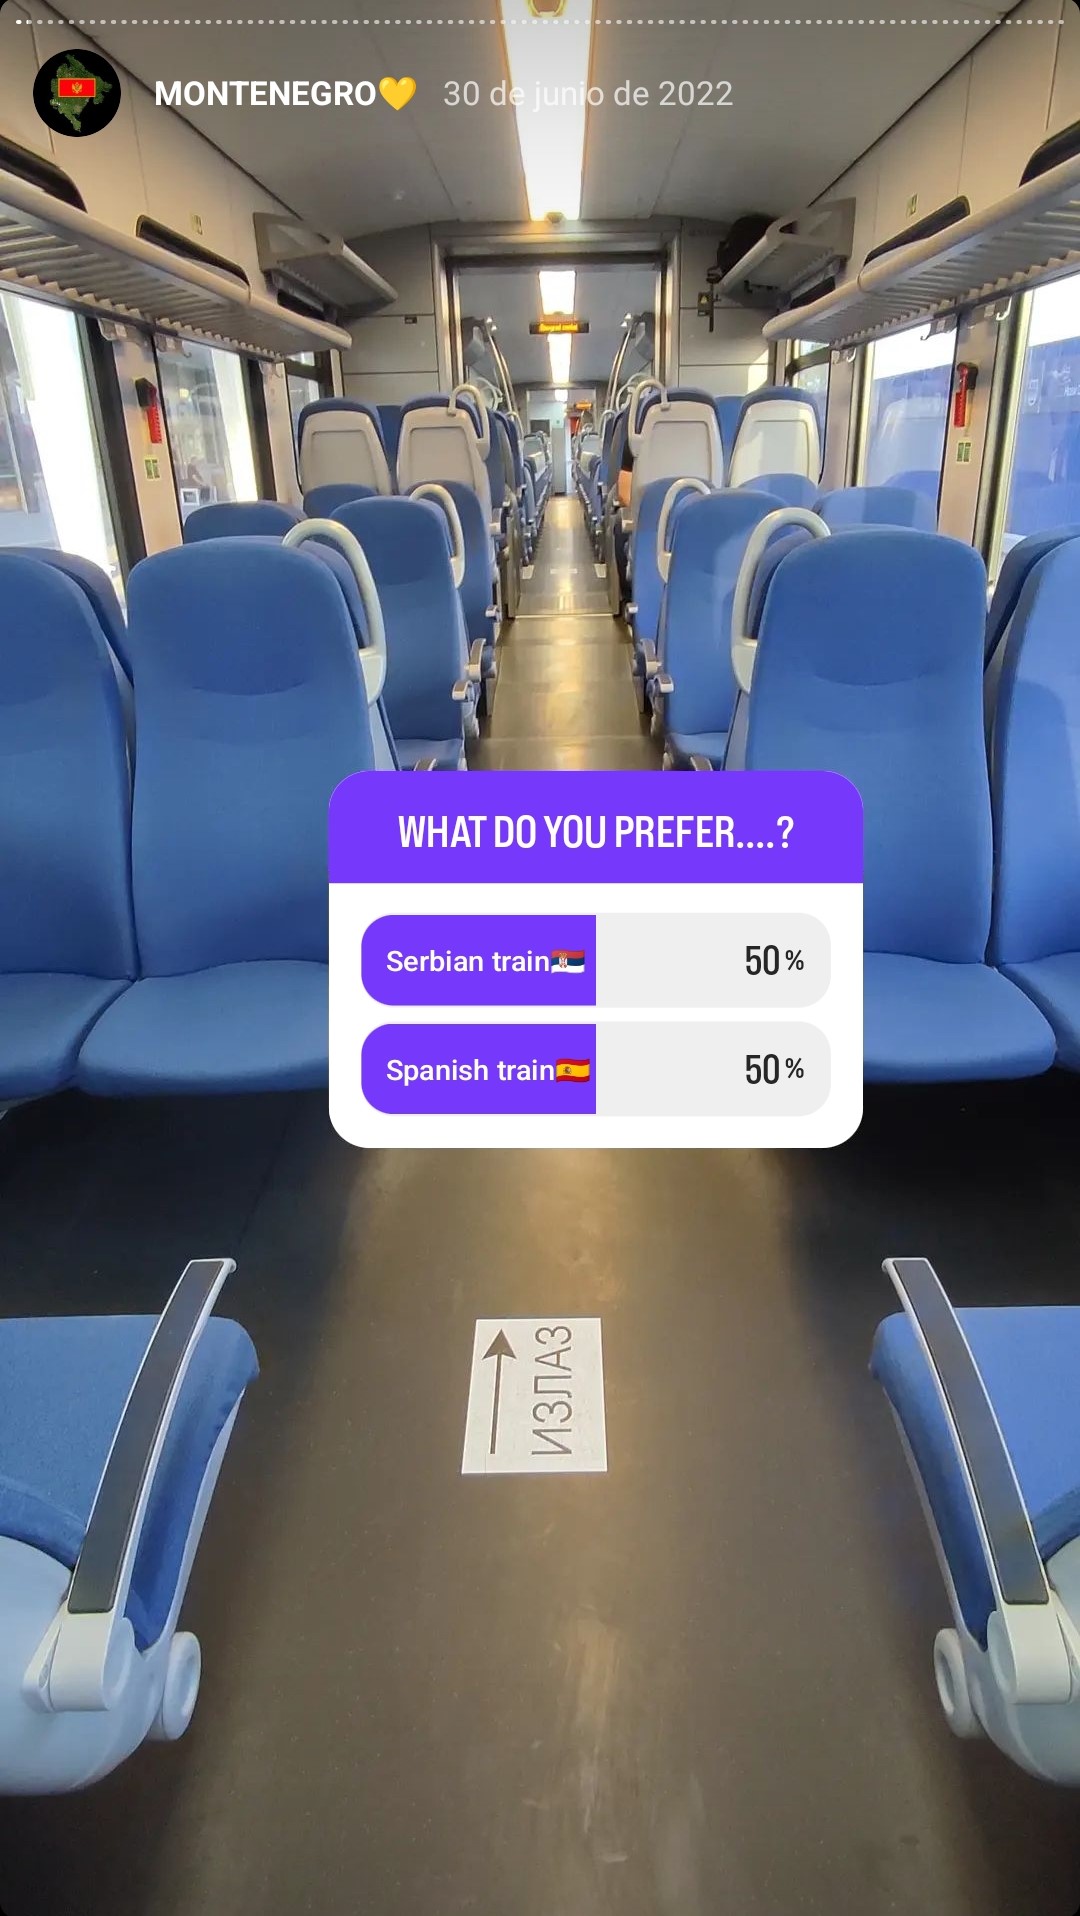 MONTENEGRO💛 30 de junio de 2022
WHAT DO YOU PREFER....?
Serbian train🇷🇸 50%
Spanish train🇪🇸 50%
ИЗЛАЗ